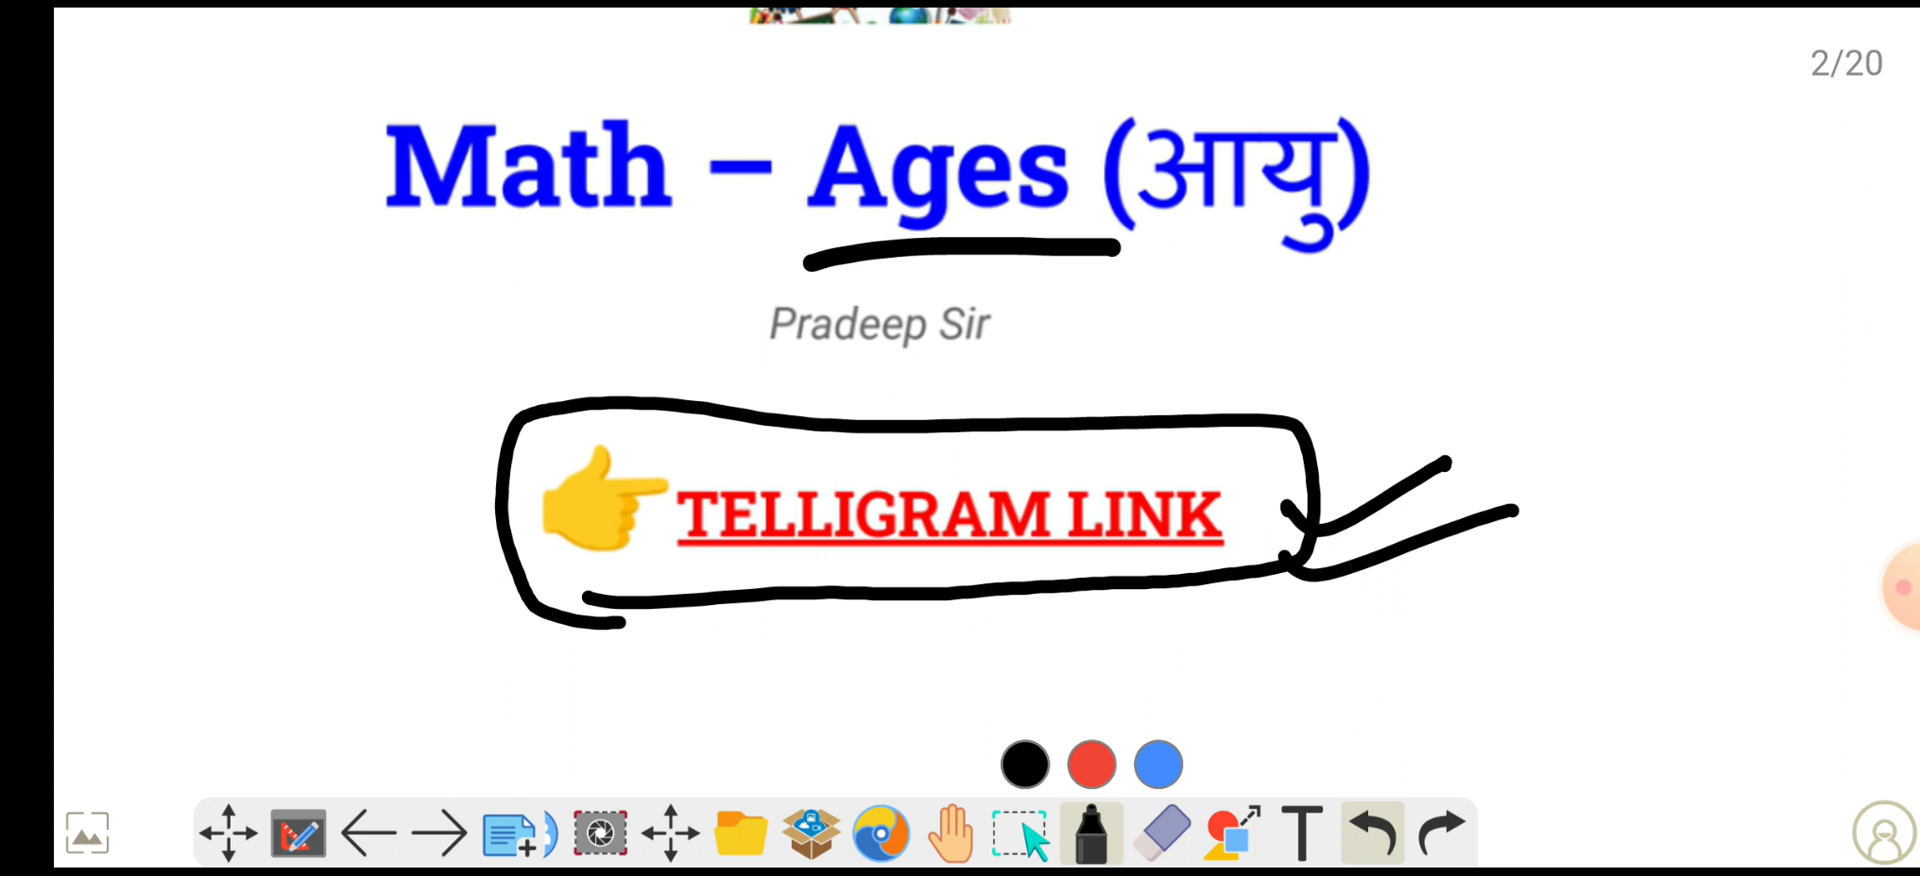 2/20
Math – Ages (आयु)
Pradeep Sir
TELLIGRAM LINK